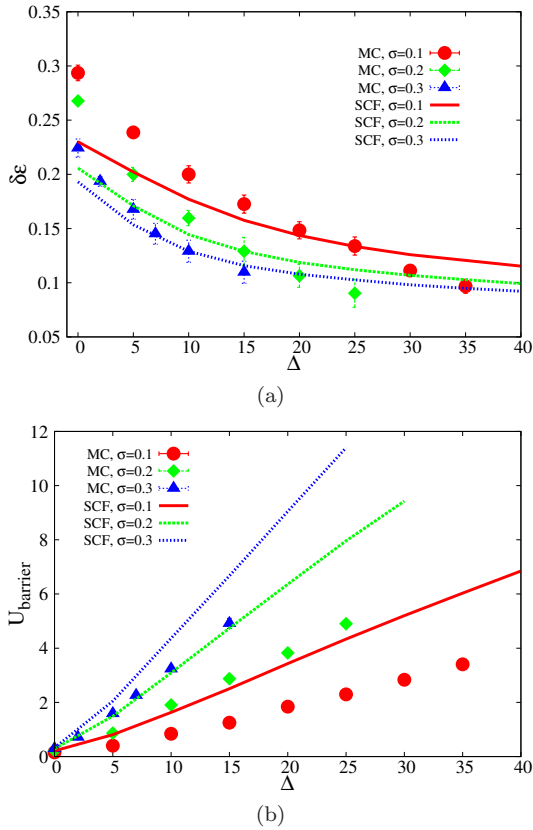 0.35
0.3
0.25
0.2
0.15
0.1
0.05
δε
MC, σ=0.1
MC, σ=0.2
MC, σ=0.3
SCF, σ=0.1
SCF, σ=0.2
SCF, σ=0.3
0 5 10 15 20 25 30 35 40
Δ
(a)
12
10
8
6
4
2
0
U_barrier
MC, σ=0.1
MC, σ=0.2
MC, σ=0.3
SCF, σ=0.1
SCF, σ=0.2
SCF, σ=0.3
0 5 10 15 20 25 30 35 40
Δ
(b)